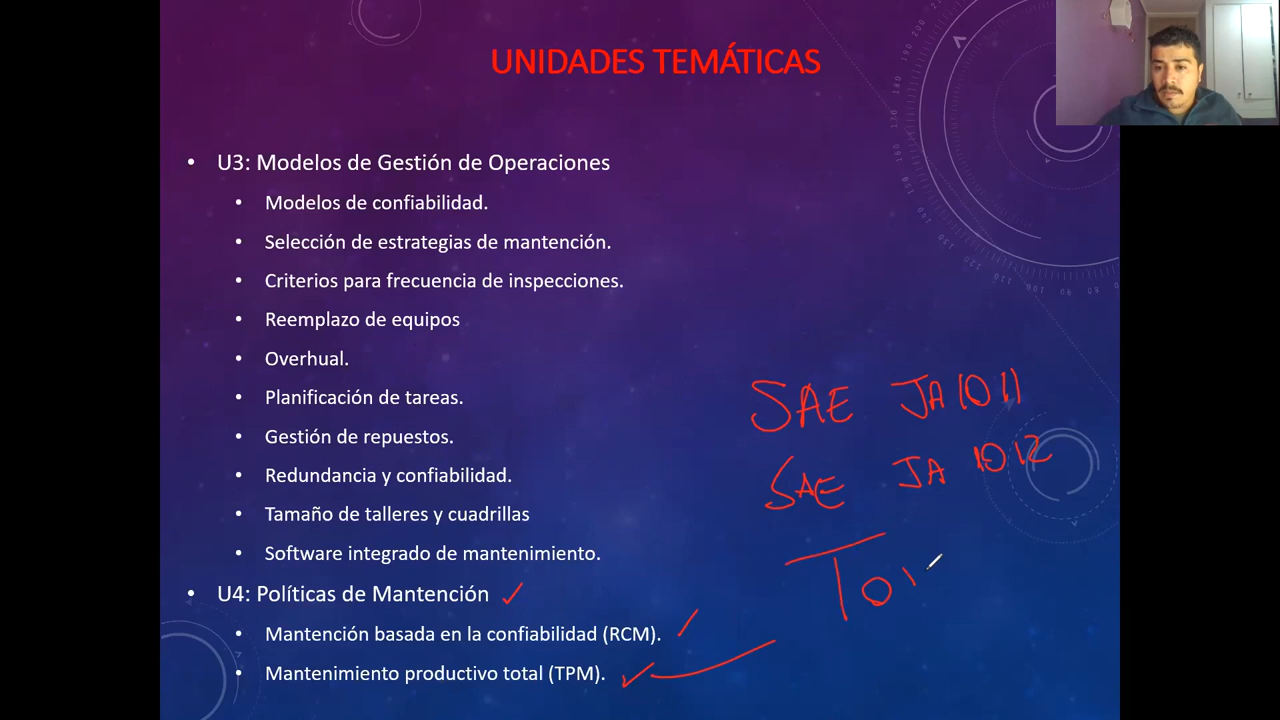 UNIDADES TEMÁTICAS
• U3: Modelos de Gestión de Operaciones
• Modelos de confiabilidad.
• Selección de estrategias de mantención.
• Criterios para frecuencia de inspecciones.
• Reemplazo de equipos
• Overhual.
• Planificación de tareas.
• Gestión de repuestos.
• Redundancia y confiabilidad.
• Tamaño de talleres y cuadrillas
• Software integrado de mantenimiento.
• U4: Políticas de Mantención
• Mantención basada en la confiabilidad (RCM).
• Mantenimiento productivo total (TPM).
SAE JA1011
SAE JA 1012